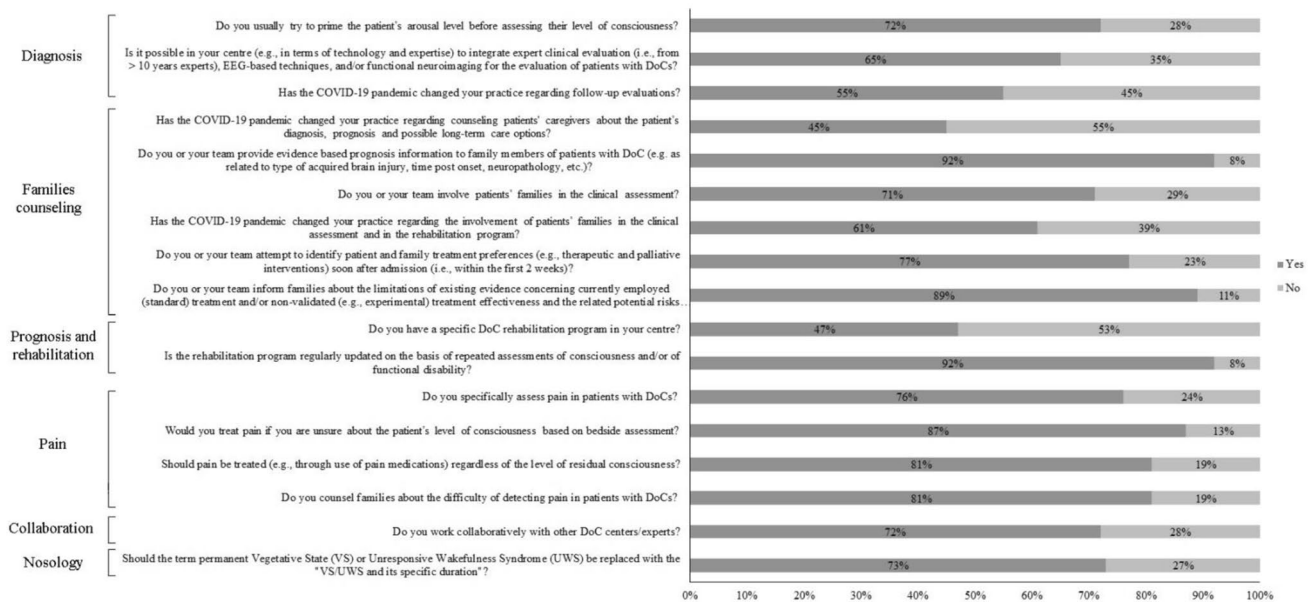 Diagnosis
Do you usually try to prime the patient's arousal level before assessing their level of consciousness?
72% 28%
Is it possible in your centre (e.g., in terms of technology and expertise) to integrate expert clinical evaluation (i.e., from
> 10 years experts), EEG-based techniques, and/or functional neuroimaging for the evaluation of patients with DoCs?
65% 35%
Has the COVID-19 pandemic changed your practice regarding follow-up evaluations?
55% 45%
Families
counseling
Has the COVID-19 pandemic changed your practice regarding counseling patients' caregivers about the patient's
diagnosis, prognosis and possible long-term care options?
45% 55%
Do you or your team provide evidence based prognosis information to family members of patients with DoC (e.g. as
related to type of acquired brain injury, time post onset, neuropathology, etc.)?
92% 8%
Do you or your team involve patients' families in the clinical assessment?
71% 29%
Has the COVID-19 pandemic changed your practice regarding the involvement of patients' families in the clinical
assessment and in the rehabilitation program?
61% 39%
Do you or your team attempt to identify patient and family treatment preferences (e.g., therapeutic and palliative
interventions) soon after admission (i.e., within the first 2 weeks)?
77% 23%
Do you or your team inform families about the limitations of existing evidence concerning currently employed
(standard) treatment and/or non-validated (e.g., experimental) treatment effectiveness and the related potential risks...
89% 11%
Prognosis and
rehabilitation
Do you have a specific DoC rehabilitation program in your centre?
47% 53%
Is the rehabilitation program regularly updated on the basis of repeated assessments of consciousness and/or of
functional disability?
92% 8%
Pain
Do you specifically assess pain in patients with DoCs?
76% 24%
Would you treat pain if you are unsure about the patient's level of consciousness based on bedside assessment?
87% 13%
Should pain be treated (e.g., through use of pain medications) regardless of the level of residual consciousness?
81% 19%
Do you counsel families about the difficulty of detecting pain in patients with DoCs?
81% 19%
Collaboration
Do you work collaboratively with other DoC centers/experts?
72% 28%
Nosology
Should the term permanent Vegetative State (VS) or Unresponsive Wakefulness Syndrome (UWS) be replaced with the
"VS/UWS and its specific duration"?
73% 27%
0% 10% 20% 30% 40% 50% 60% 70% 80% 90% 100%
Yes
No